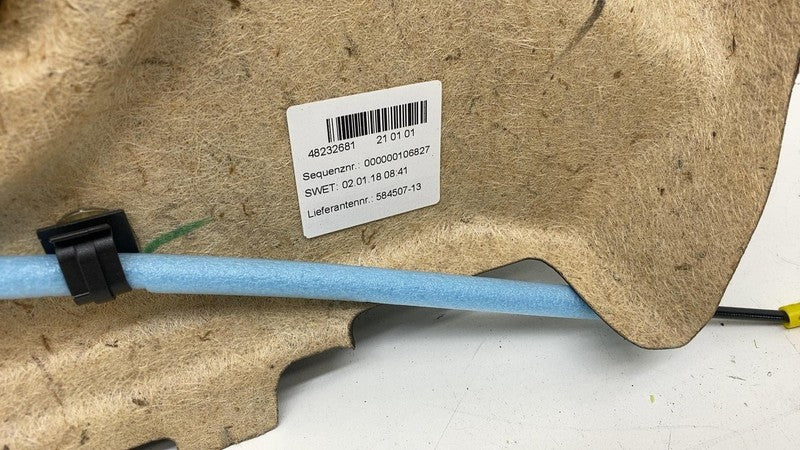 48232681 21 01 01
Sequenznr.: 000000106827
SWET: 02.01.18 08:41
Lieferantennr.: 584507-13